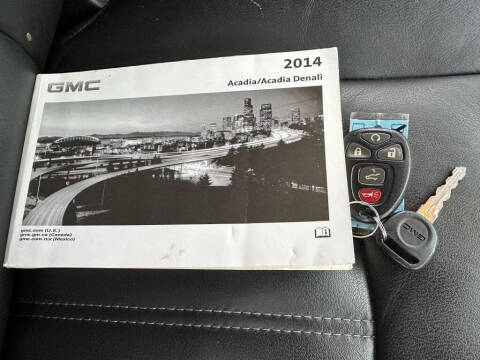 GMC
2014
Acadia/Acadia Denali
gmc.com (U.S.)
gmc.gm.ca (Canada)
gmc.com.mx (Mexico)
GMC